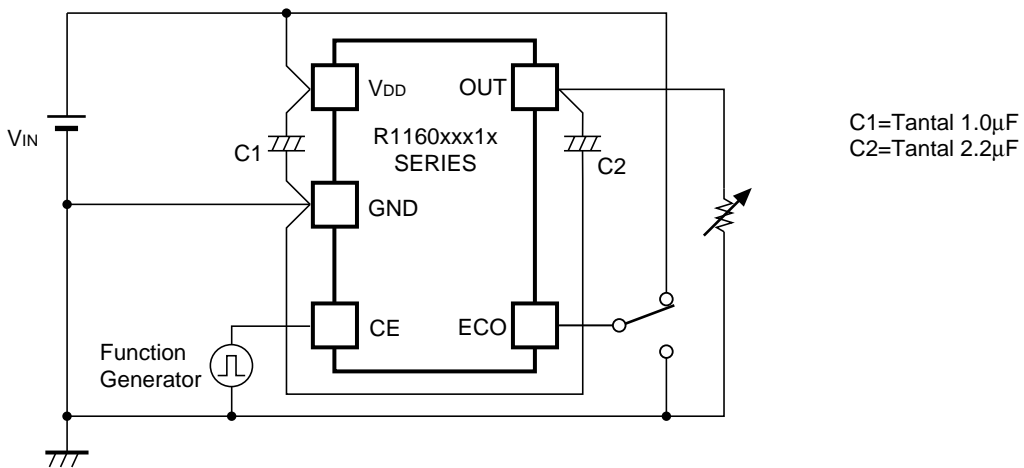 VDD
OUT
R1160xxx1x
SERIES
VIN
C1
C2
C1=Tantal 1.0μF
C2=Tantal 2.2μF
GND
CE
ECO
Function
Generator